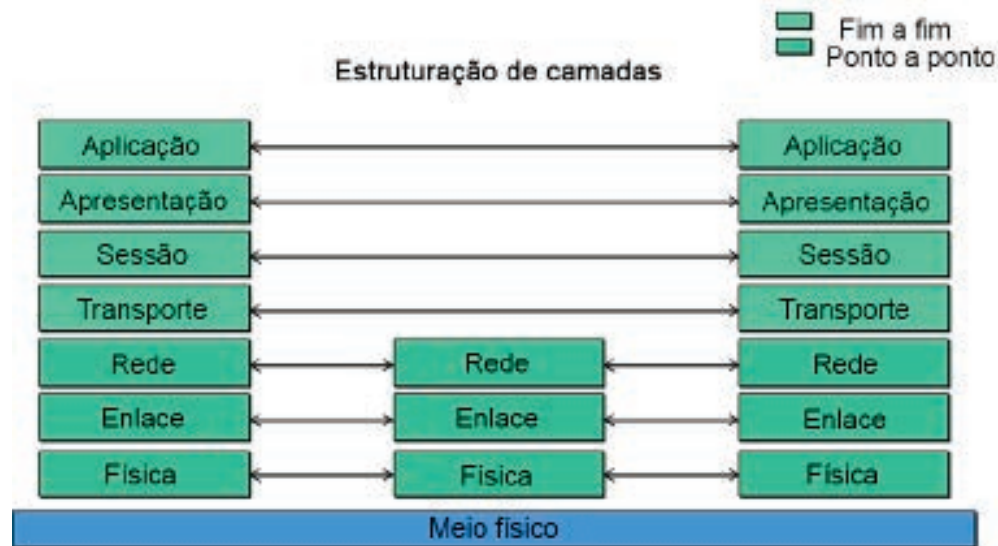 Fim a fim
Ponto a ponto
Estruturação de camadas
Aplicação Aplicação
Apresentação Apresentação
Sessão Sessão
Transporte Transporte
Rede Rede Rede
Enlace Enlace Enlace
Física Física Física
Meio físico